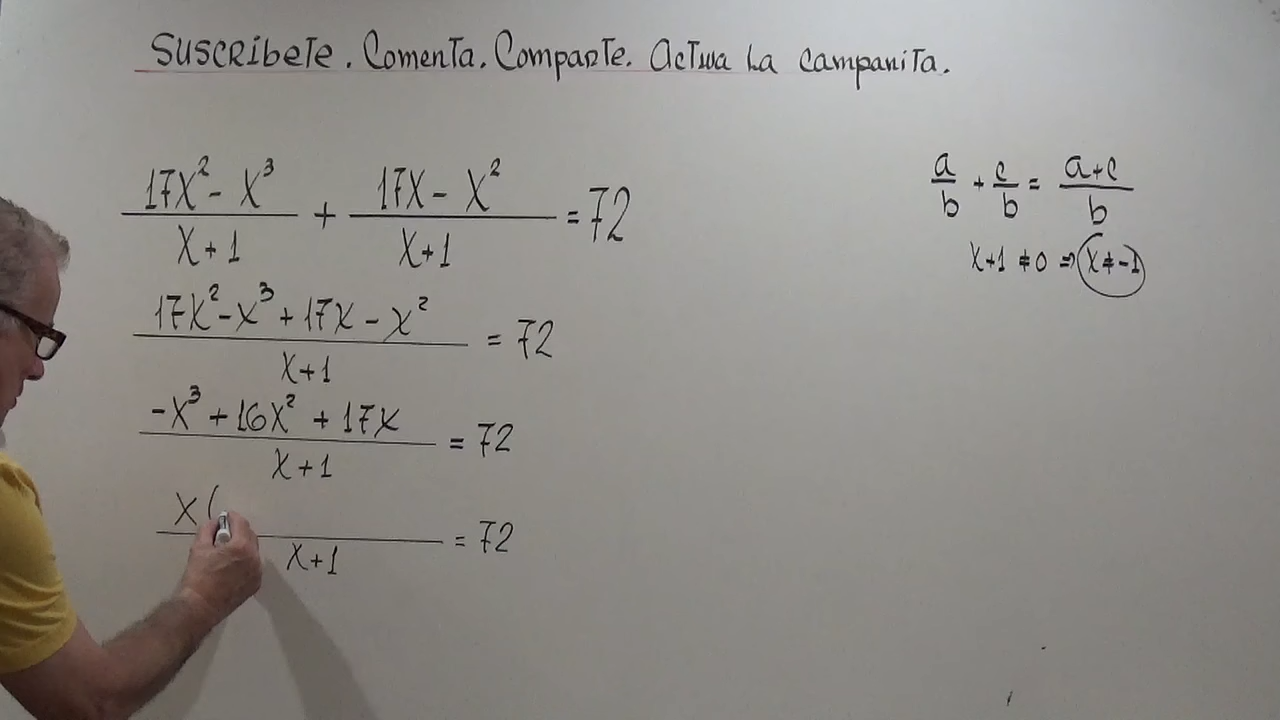 Suscríbete. Comenta. Comparte. Activa La campanita.
(17X² - X³)/(X+1) + (17X - X²)/(X+1) = 72
a/b + c/b = (a+c)/b
X+1 ≠ 0 ⇒ X ≠ -1
(17X² - X³ + 17X - X²)/(X+1) = 72
(-X³ + 16X² + 17X)/(X+1) = 72
X(/(X+1) = 72